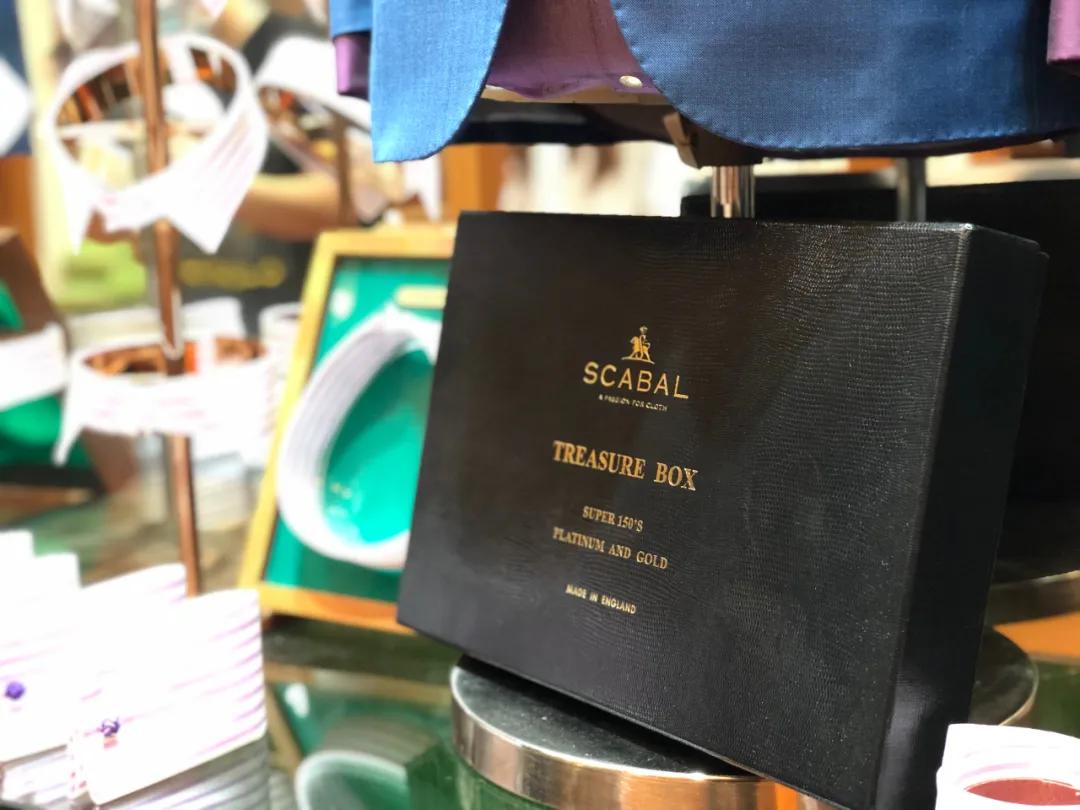 SCABAL
A PASSION FOR CLOTH
TREASURE BOX
SUPER 150'S
PLATINUM AND GOLD
MADE IN ENGLAND